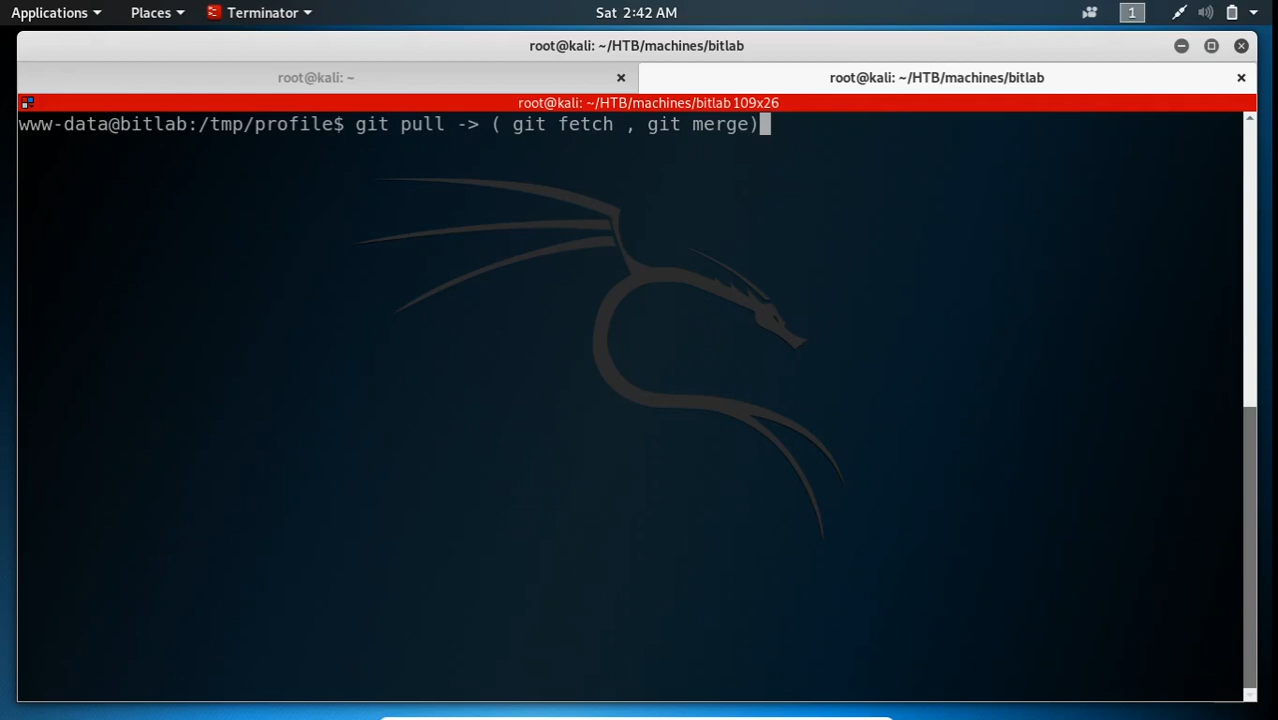 Applications Places Terminator Sat 2:42 AM 1
root@kali: ~/HTB/machines/bitlab
root@kali: ~ root@kali: ~/HTB/machines/bitlab
root@kali: ~/HTB/machines/bitlab 109x26
www-data@bitlab:/tmp/profile$ git pull -> ( git fetch , git merge)